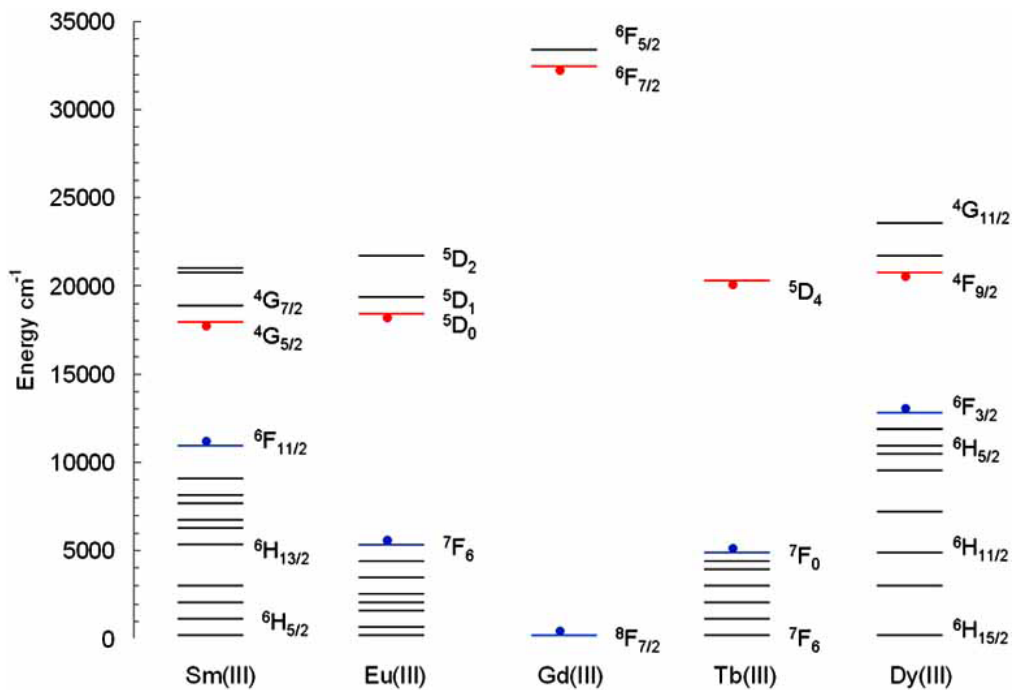 Energy cm⁻¹
35000
30000
25000
20000
15000
10000
5000
0
⁴G₇/₂
⁴G₅/₂
⁶F₁₁/₂
⁶H₁₃/₂
⁶H₅/₂
Sm(III)
⁵D₂
⁵D₁
⁵D₀
⁷F₆
Eu(III)
⁶F₅/₂
⁶F₇/₂
⁸F₇/₂
Gd(III)
⁵D₄
⁷F₀
⁷F₆
Tb(III)
⁴G₁₁/₂
⁴F₉/₂
⁶F₃/₂
⁶H₅/₂
⁶H₁₁/₂
⁶H₁₅/₂
Dy(III)